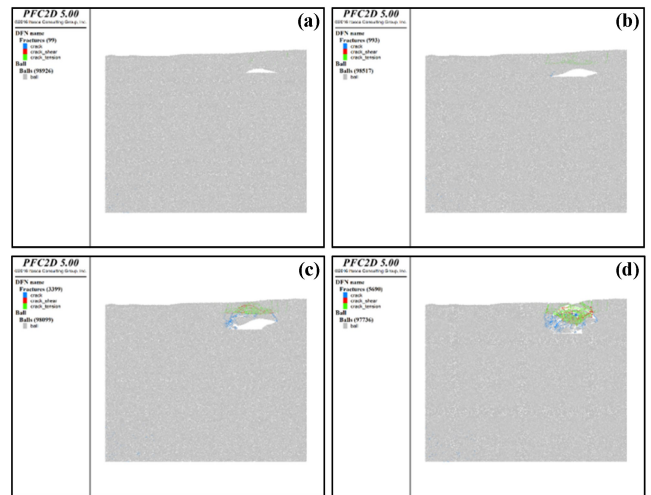 PFC2D 5.00
©2016 Itasca Consulting Group, Inc.
(a)
DFN name
Fractures (99)
crack
crack_shear
crack_tension
Ball
Balls (98926)
ball
PFC2D 5.00
©2016 Itasca Consulting Group, Inc.
(b)
DFN name
Fractures (993)
crack
crack_shear
crack_tension
Ball
Balls (98517)
ball
PFC2D 5.00
©2016 Itasca Consulting Group, Inc.
(c)
DFN name
Fractures (3399)
crack
crack_shear
crack_tension
Ball
Balls (98099)
ball
PFC2D 5.00
©2016 Itasca Consulting Group, Inc.
(d)
DFN name
Fractures (5690)
crack
crack_shear
crack_tension
Ball
Balls (97736)
ball